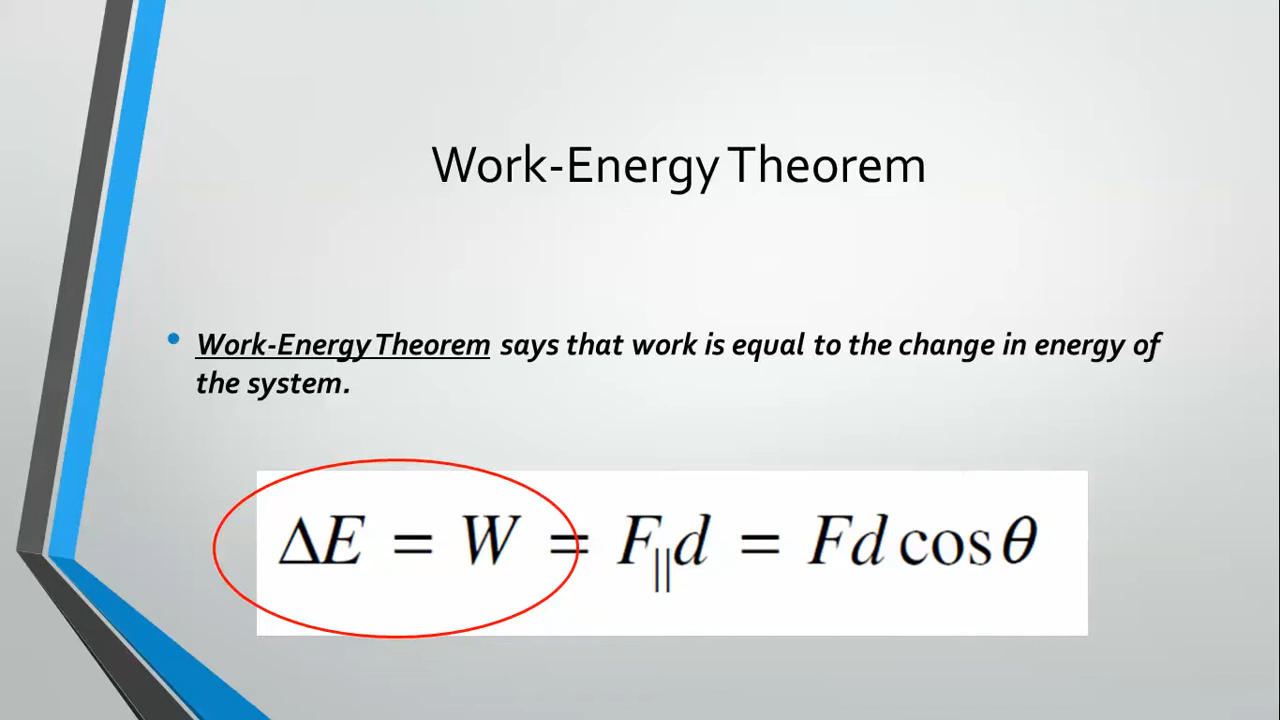 Work-Energy Theorem
• Work-Energy Theorem says that work is equal to the change in energy of
the system.
ΔE = W = F||d = Fd cos θ